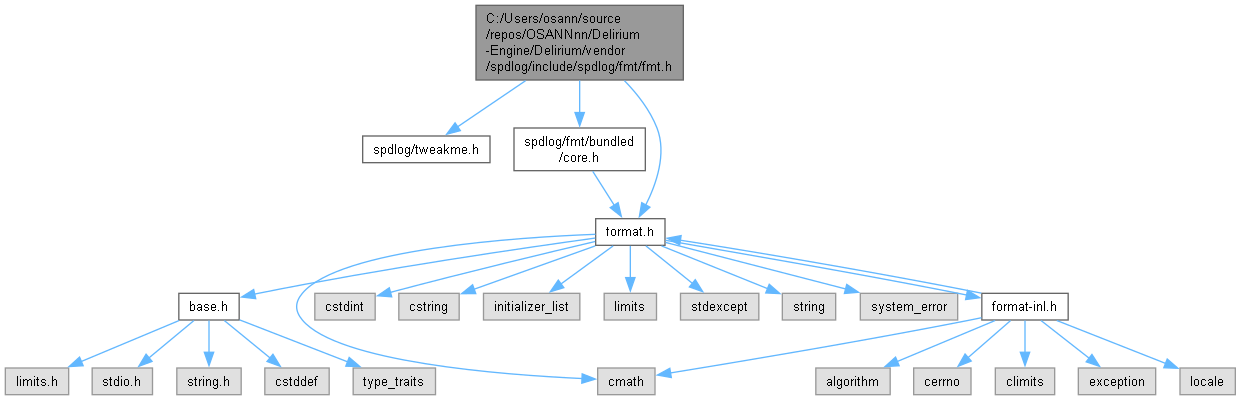 C:/Users/osann/source
/repos/OSANNnn/Delirium
-Engine/Delirium/vendor
/spdlog/include/spdlog/fmt/fmt.h
spdlog/tweakme.h
spdlog/fmt/bundled
/core.h
format.h
base.h
cstdint
cstring
initializer_list
limits
stdexcept
string
system_error
format-inl.h
limits.h
stdio.h
string.h
cstddef
type_traits
cmath
algorithm
cerrno
climits
exception
locale